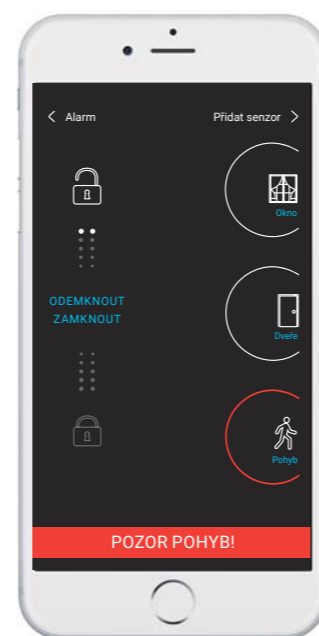 Alarm
Přidat senzor
Okno
ODEMKNOUT
ZAMKNOUT
Dveře
Pohyb
POZOR POHYB!